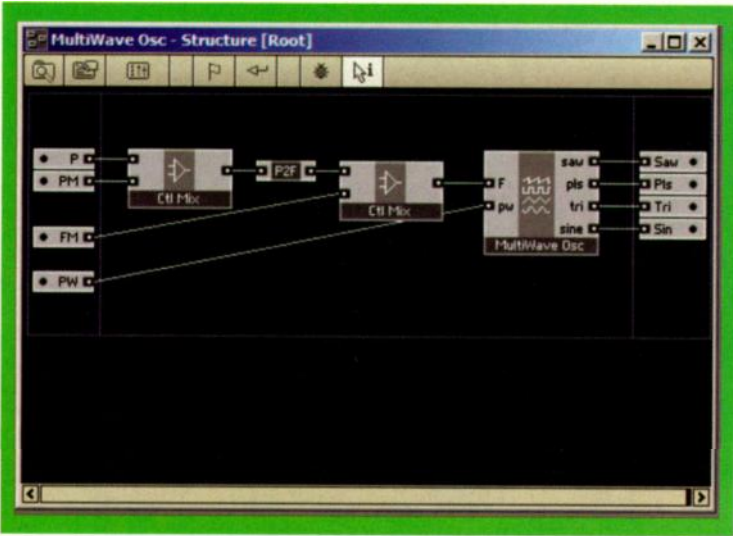 MultiWave Osc - Structure [Root]
P
PM
FM
PW
Ctl Mix
P2F
Ctl Mix
F
pw
saw
pls
tri
sine
MultiWave Osc
Saw
Pls
Tri
Sin